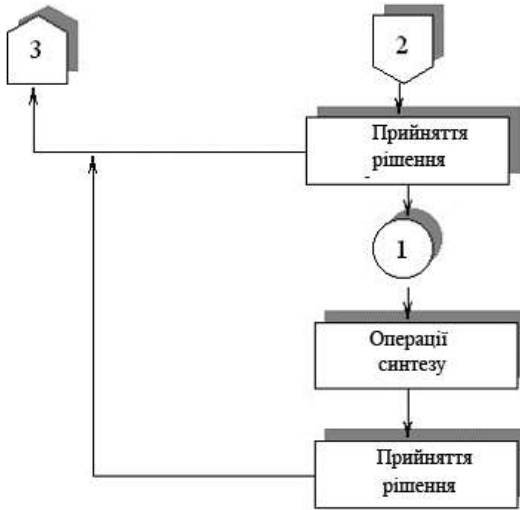 3
2
Прийняття
рішення
1
Операції
синтезу
Прийняття
рішення